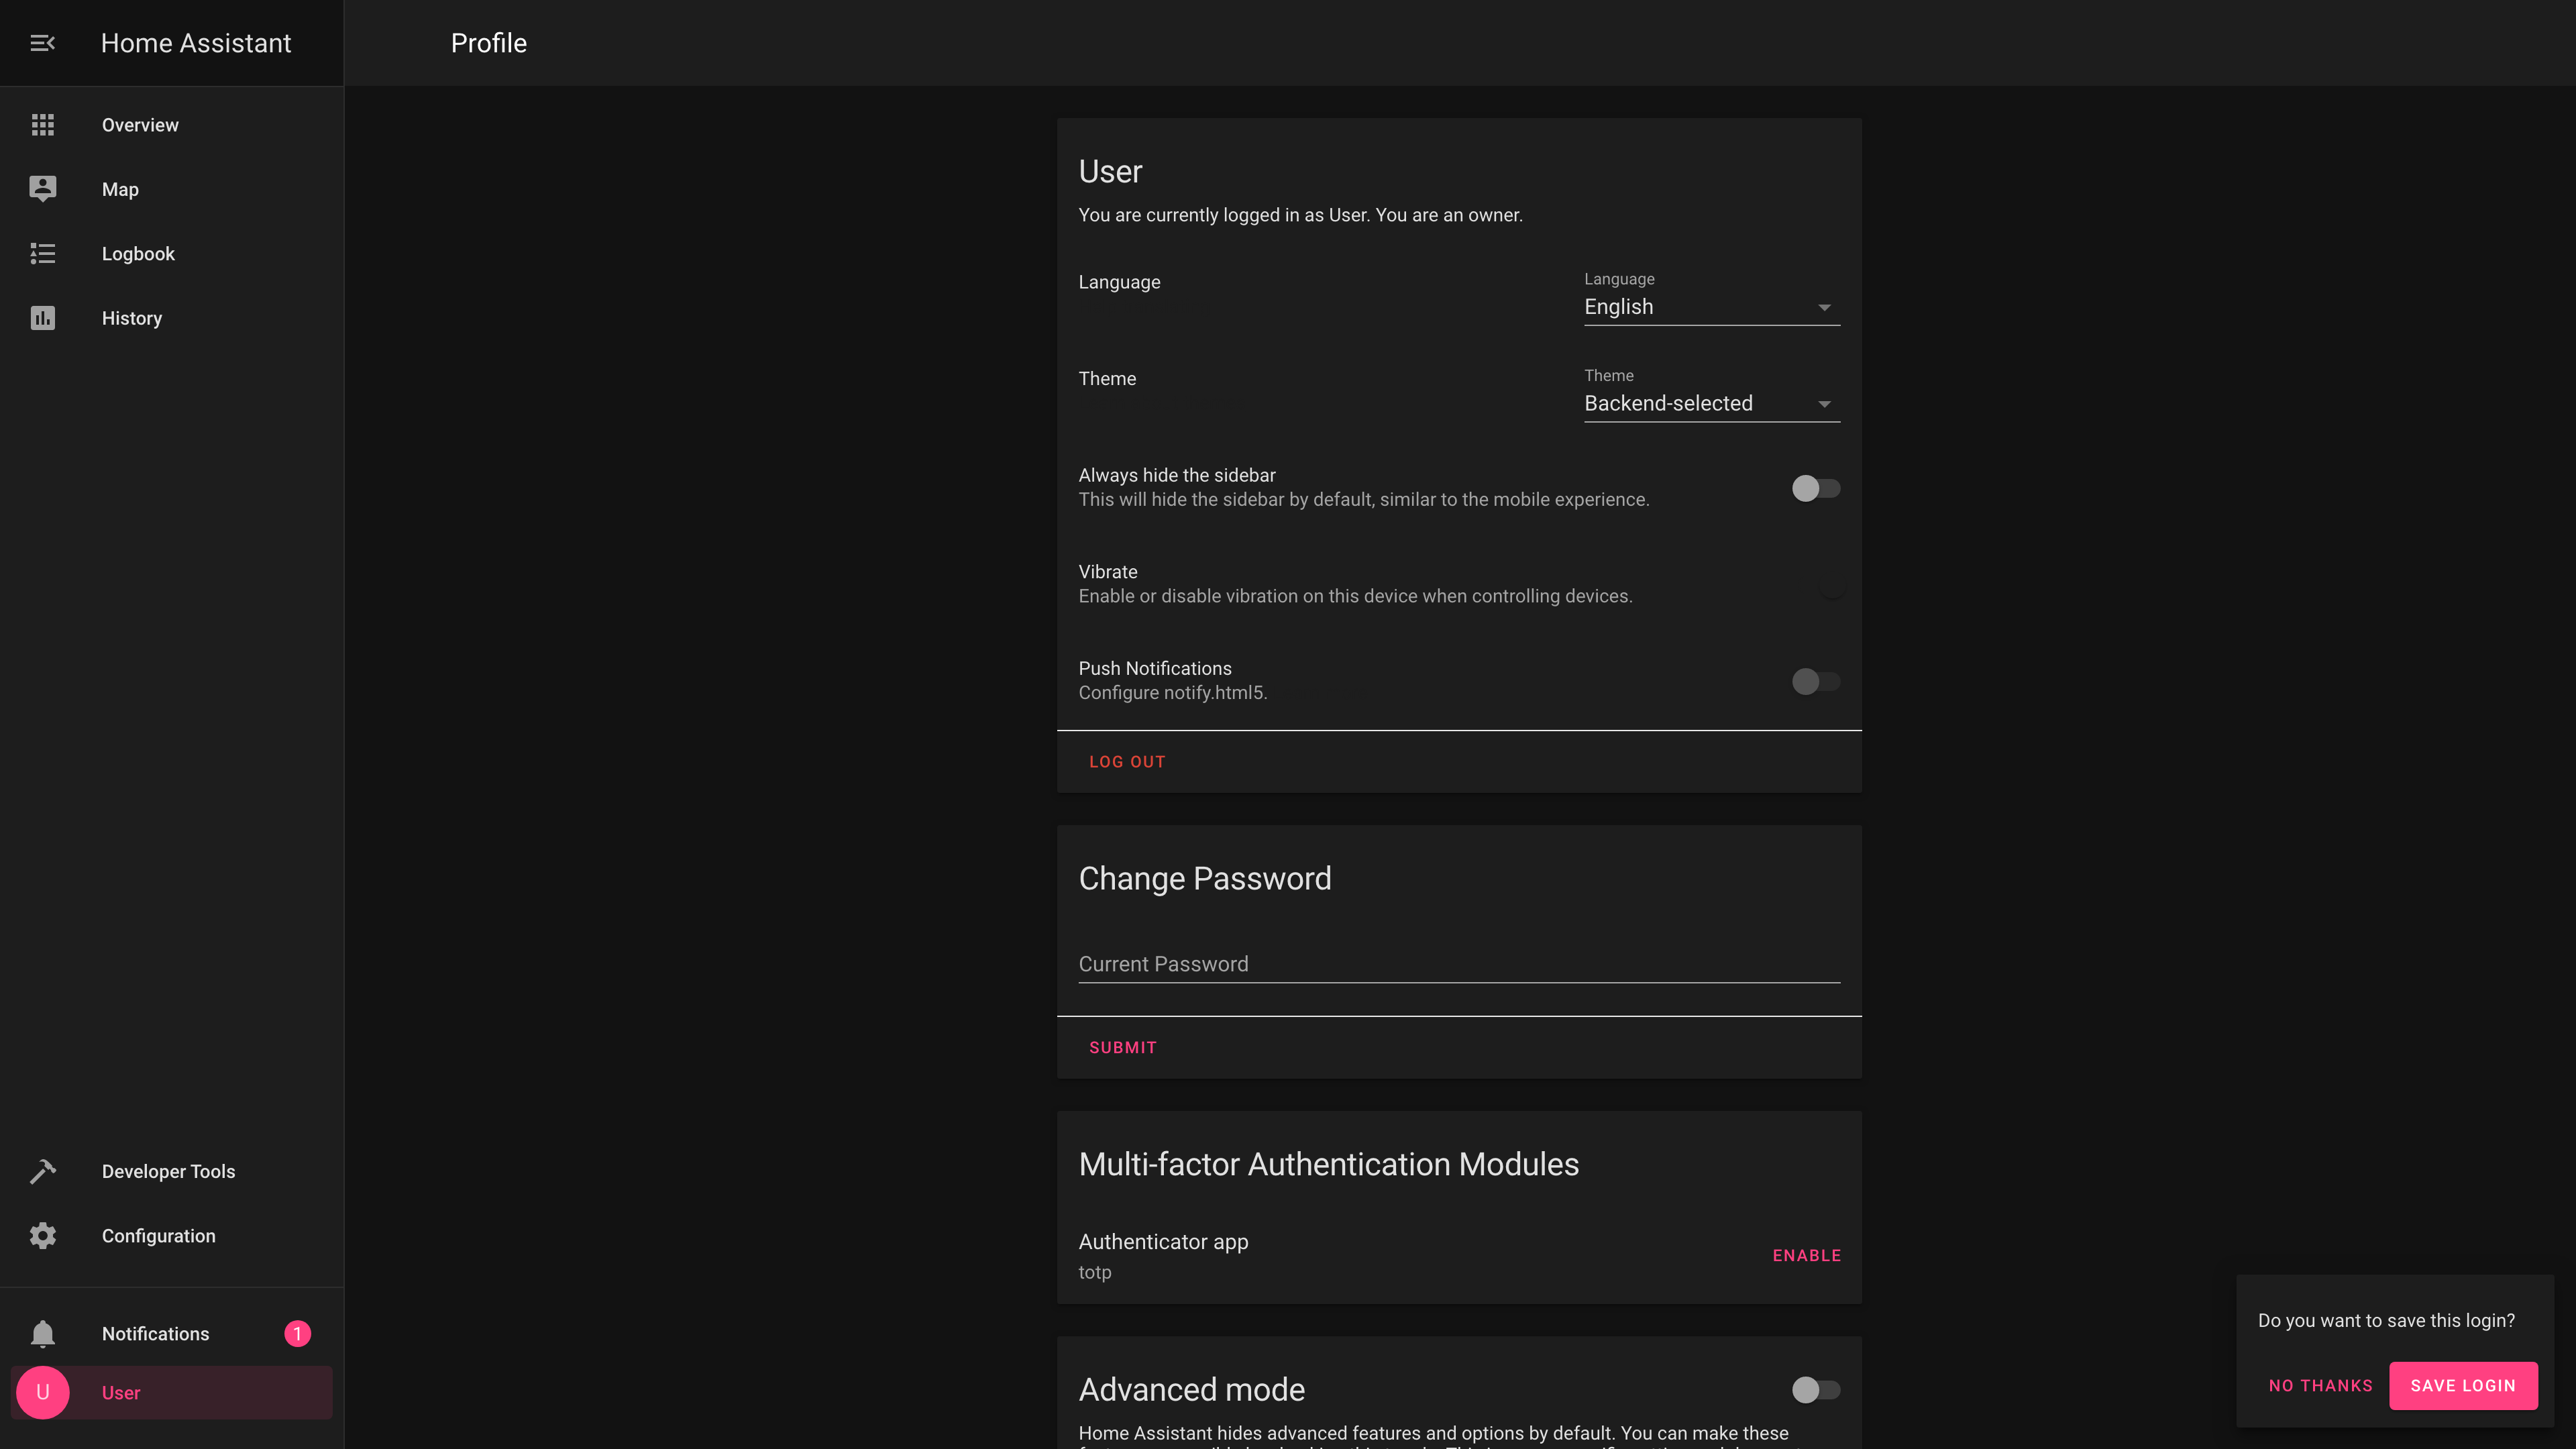 Home Assistant
Profile
Overview
Map
Logbook
History
Developer Tools
Configuration
Notifications
1
U
User
User
You are currently logged in as User. You are an owner.
Language
Language
English
Theme
Theme
Backend-selected
Always hide the sidebar
This will hide the sidebar by default, similar to the mobile experience.
Vibrate
Enable or disable vibration on this device when controlling devices.
Push Notifications
Configure notify.html5.
LOG OUT
Change Password
Current Password
SUBMIT
Multi-factor Authentication Modules
Authenticator app
totp
ENABLE
Advanced mode
Home Assistant hides advanced features and options by default. You can make these
Do you want to save this login?
NO THANKS
SAVE LOGIN